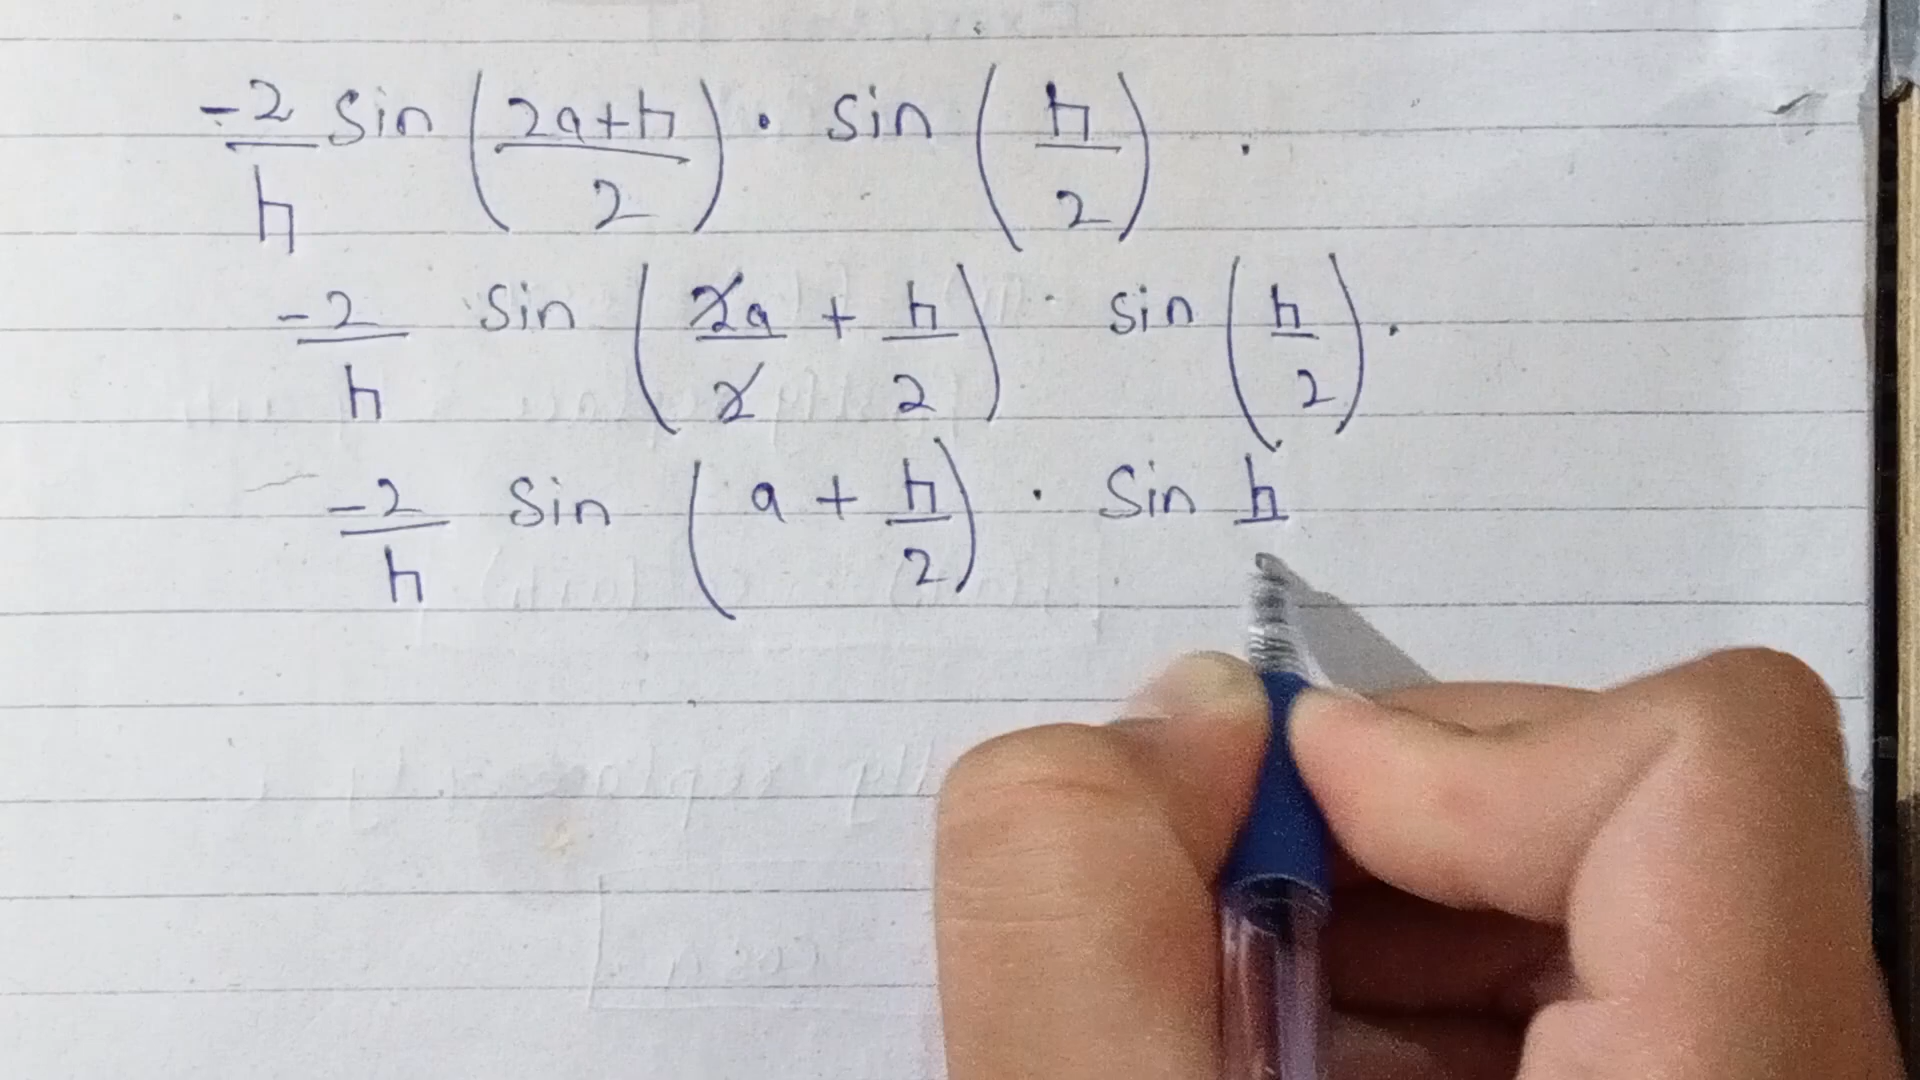 -2/h Sin (2a+h/2) . Sin (h/2) .
-2/h Sin (2a/2 + h/2) . Sin (h/2) .
-2/h Sin (a + h/2) . Sin h